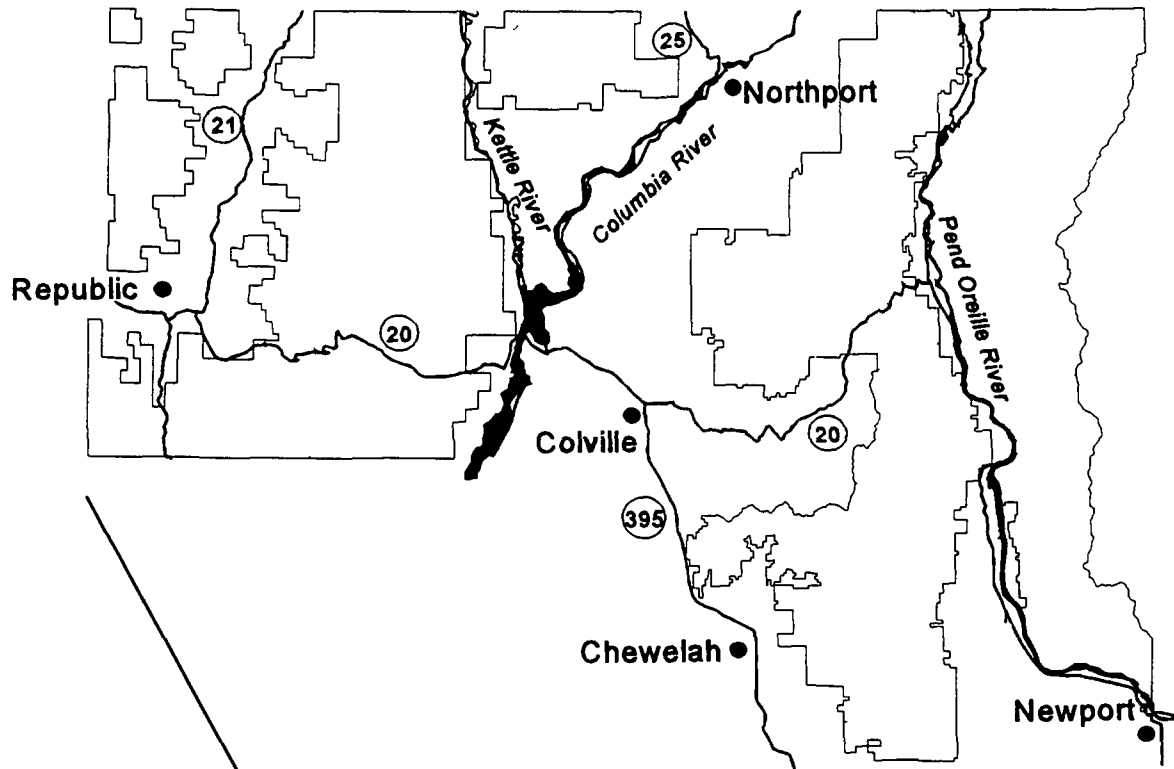 25
Northport
21
Kettle River
Columbia River
Pend Oreille River
Republic
20
Colville
20
395
Chewelah
Newport